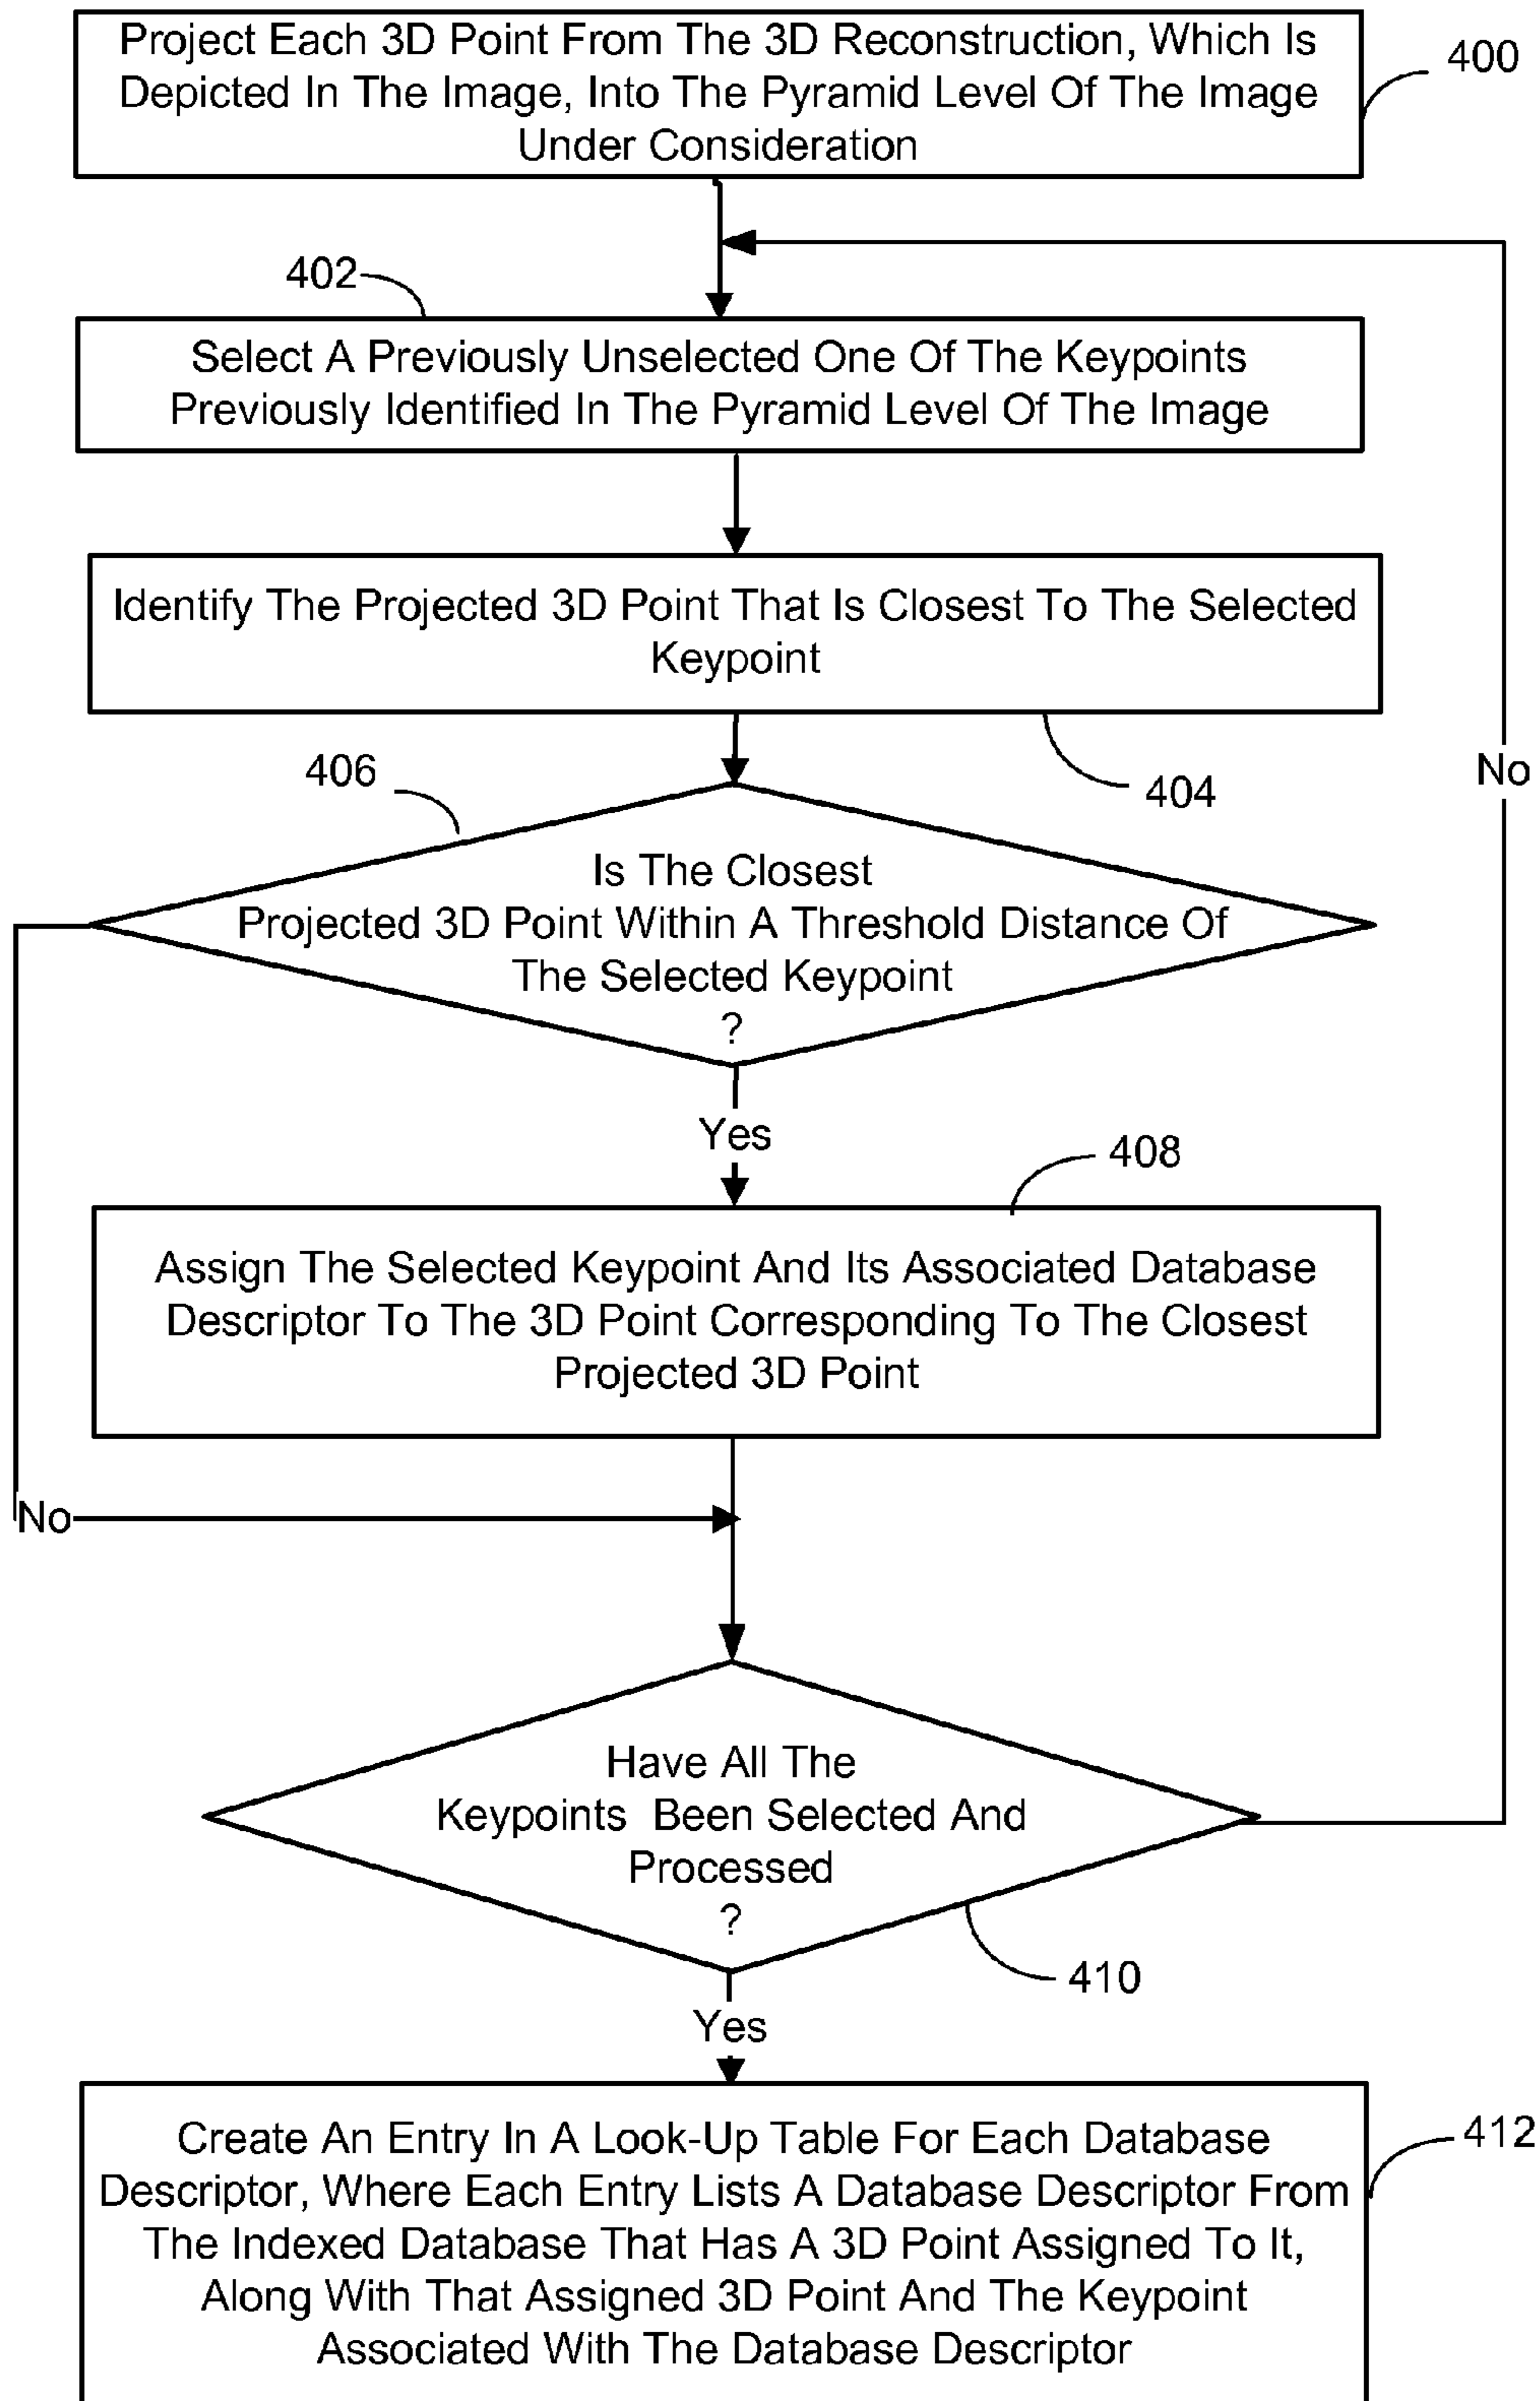 Project Each 3D Point From The 3D Reconstruction, Which Is
Depicted In The Image, Into The Pyramid Level Of The Image
Under Consideration
400
402
Select A Previously Unselected One Of The Keypoints
Previously Identified In The Pyramid Level Of The Image
Identify The Projected 3D Point That Is Closest To The Selected
Keypoint
404
No
406
Is The Closest
Projected 3D Point Within A Threshold Distance Of
The Selected Keypoint
?
Yes
408
Assign The Selected Keypoint And Its Associated Database
Descriptor To The 3D Point Corresponding To The Closest
Projected 3D Point
No
Have All The
Keypoints Been Selected And
Processed
?
410
Yes
Create An Entry In A Look-Up Table For Each Database
Descriptor, Where Each Entry Lists A Database Descriptor From
The Indexed Database That Has A 3D Point Assigned To It,
Along With That Assigned 3D Point And The Keypoint
Associated With The Database Descriptor
412